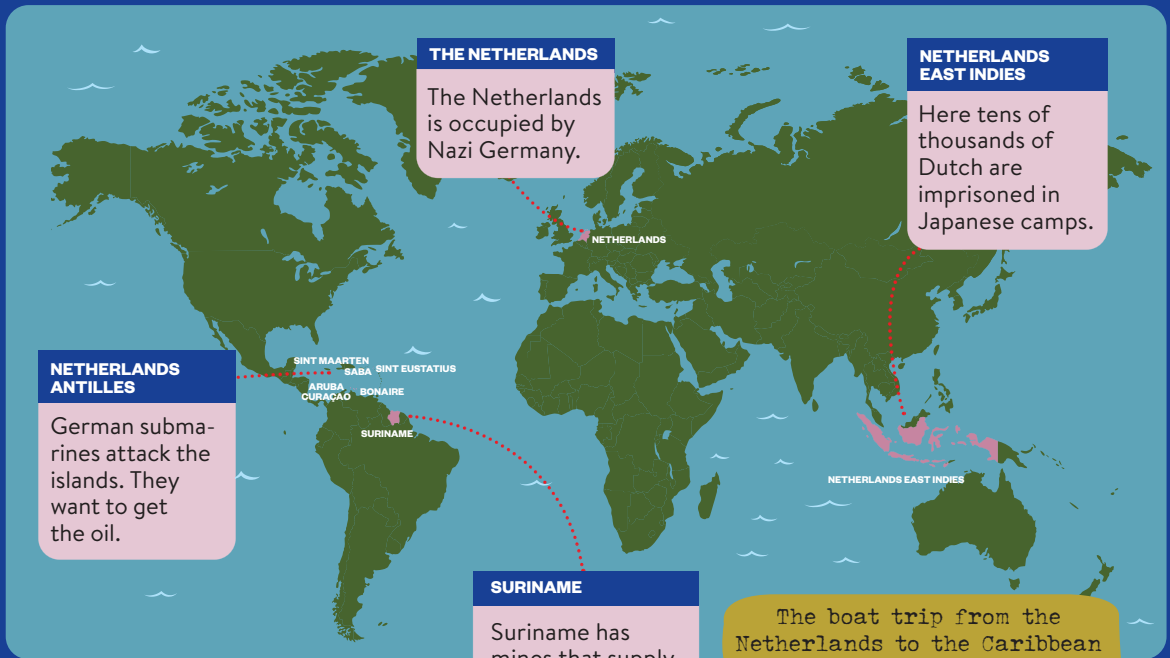 THE NETHERLANDS
The Netherlands
is occupied by
Nazi Germany.
NETHERLANDS
EAST INDIES
Here tens of
thousands of
Dutch are
imprisoned in
Japanese camps.
NETHERLANDS
NETHERLANDS
ANTILLES
German subma-
rines attack the
islands. They
want to get
the oil.
SINT MAARTEN
SABA
SINT EUSTATIUS
ARUBA
CURAÇAO
BONAIRE
SURINAME
NETHERLANDS EAST INDIES
SURINAME
Suriname has
mines that supply
The boat trip from the
Netherlands to the Caribbean